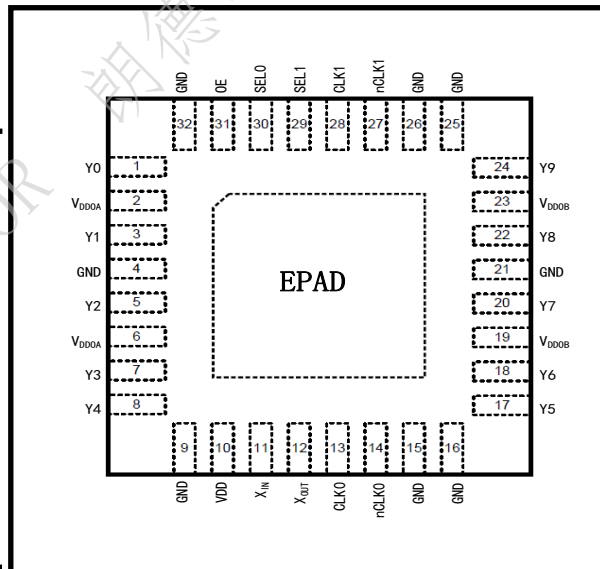 GND OE SEL0 SEL1 CLK1 nCLK1 GND GND
32 31 30 29 28 27 26 25
Y0 1 24 Y9
VDDOA 2 23 VDDOB
Y1 3 22 Y8
GND 4 21 GND
Y2 5 20 Y7
VDDOA 6 19 VDDOB
Y3 7 18 Y6
Y4 8 17 Y5
EPAD
9 10 11 12 13 14 15 16
GND VDD XIN XOUT CLK0 nCLK0 GND GND
朗德
OR